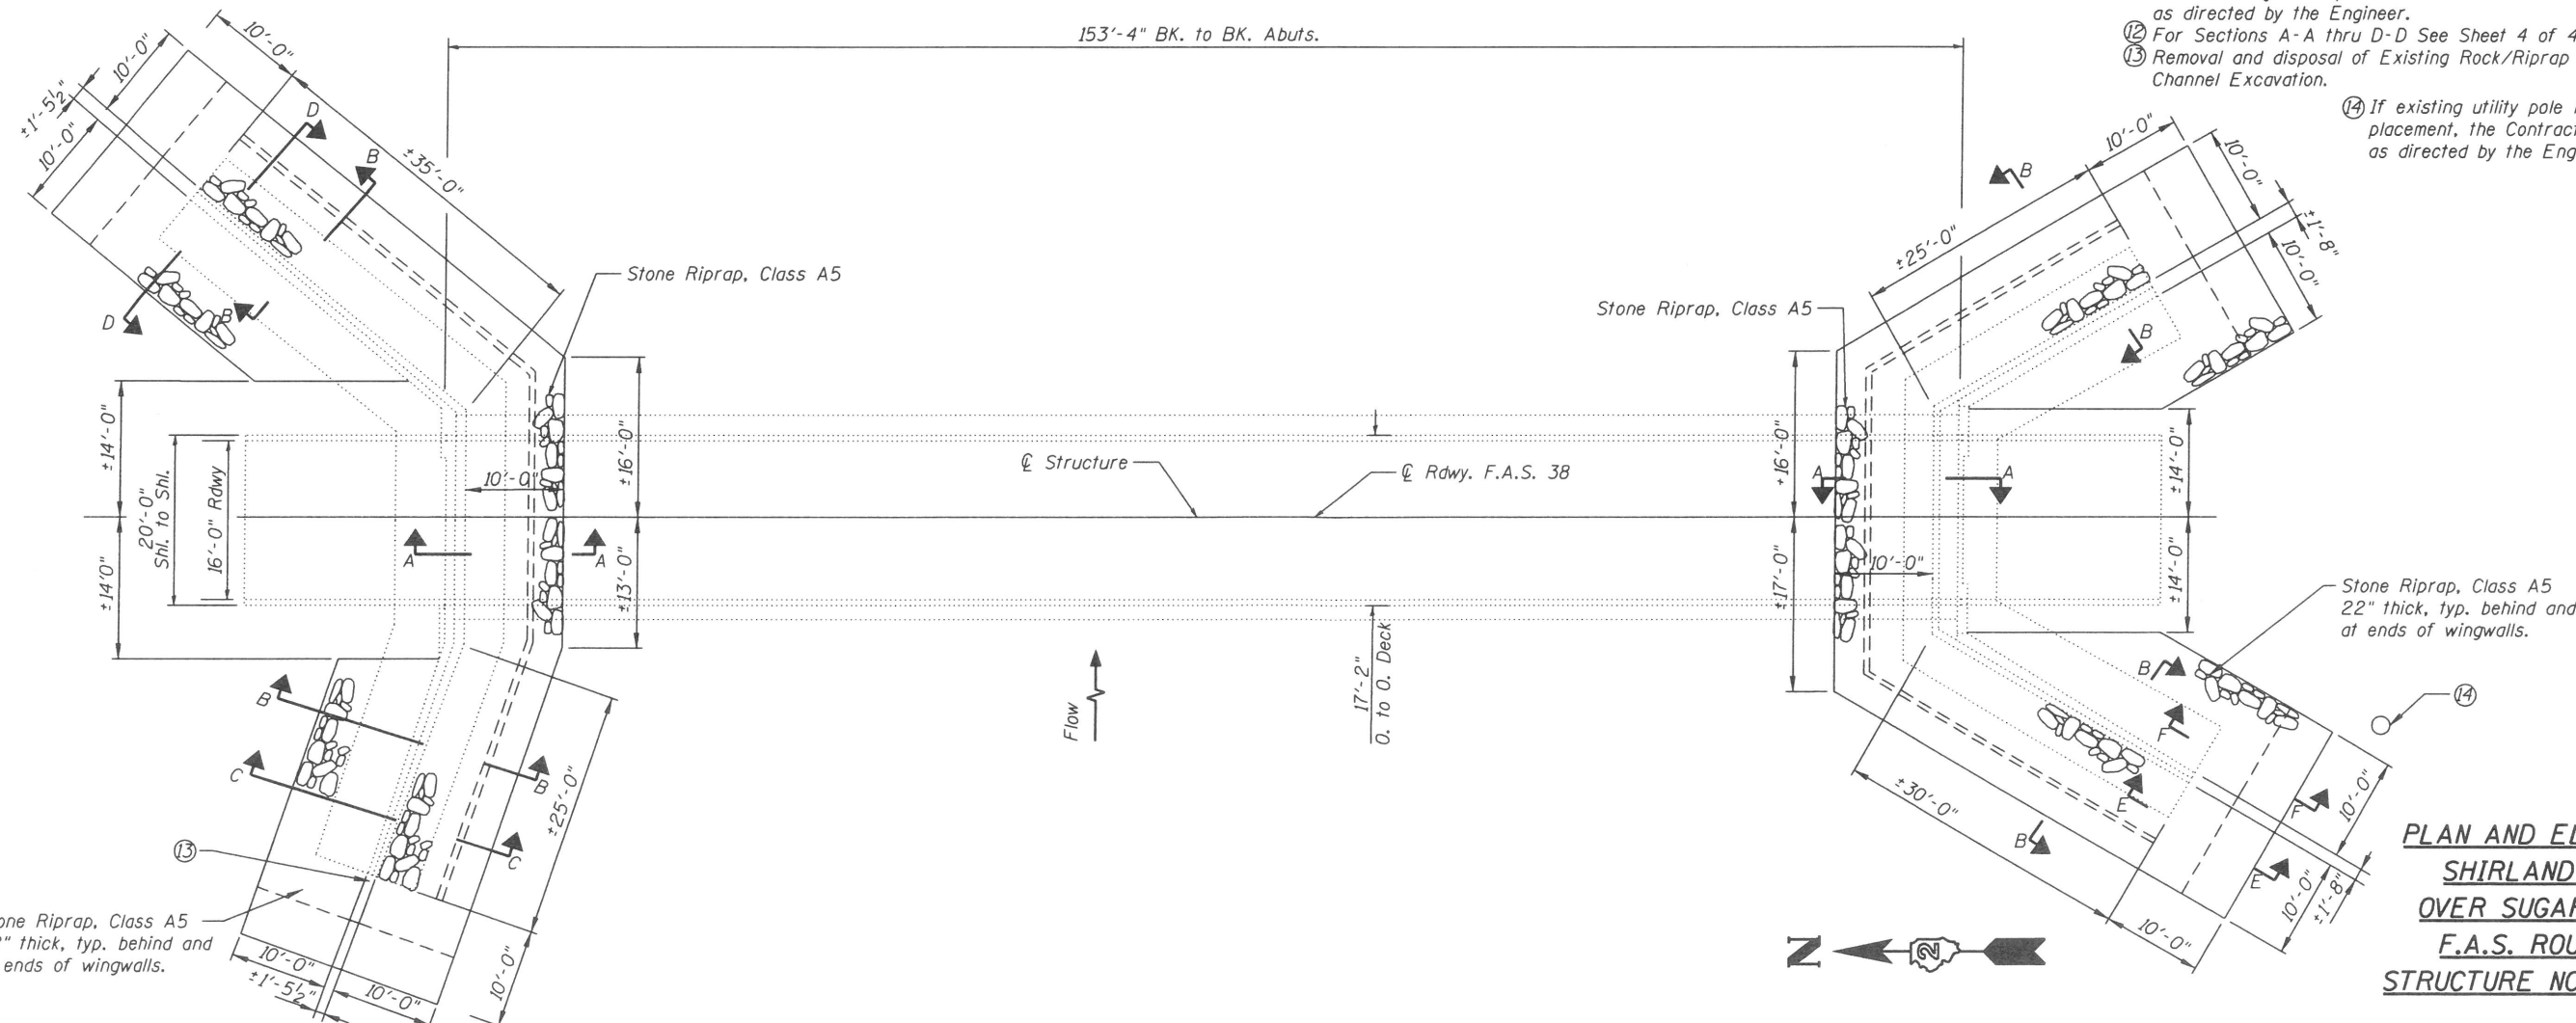 as directed by the Engineer.
⑫ For Sections A-A thru D-D See Sheet 4 of 4
⑬ Removal and disposal of Existing Rock/Riprap
Channel Excavation.
⑭ If existing utility pole
placement, the Contract
as directed by the Eng
153'-4" BK. to BK. Abuts.
10'-0"
10'-0"
±1'-5½"
10'-0"
D
B
±35'-0"
D
B
Stone Riprap, Class A5
±14'-0"
20'-0"
Shl. to Shl.
16'-0" Rdwy
±14'0"
10'-0"
±16'-0"
±13'-0"
A
A
℄ Structure
℄ Rdwy. F.A.S. 38
Flow
17'-2"
O. to O. Deck
B
C
B
C
±25'-0"
10'-0"
⑬
one Riprap, Class A5
" thick, typ. behind and
ends of wingwalls.
10'-0"
±1'-5½"
10'-0"
Stone Riprap, Class A5
B
10'-0"
10'-0"
±1'-8"
10'-0"
±25'-0"
B
+16'-0"
±17'-0"
A
A
10'-0"
±14'-0"
±14'-0"
Stone Riprap, Class A5
22" thick, typ. behind and
at ends of wingwalls.
⑭
B
F
E
F
E
B
±30'-0"
10'-0"
10'-0"
±1'-8"
10'-0"
N
2
PLAN AND EL
SHIRLAND
OVER SUGAR
F.A.S. ROU
STRUCTURE NO